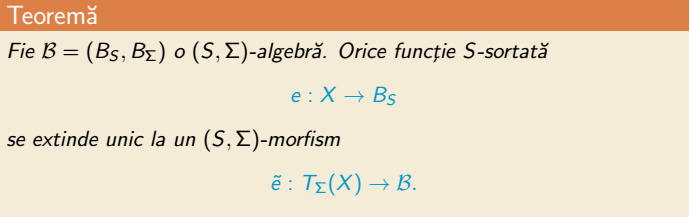 Teoremă
Fie ℬ = (B_S, B_Σ) o (S, Σ)-algebră. Orice funcție S-sortată
e : X → B_S
se extinde unic la un (S, Σ)-morfism
ẽ : T_Σ(X) → ℬ.